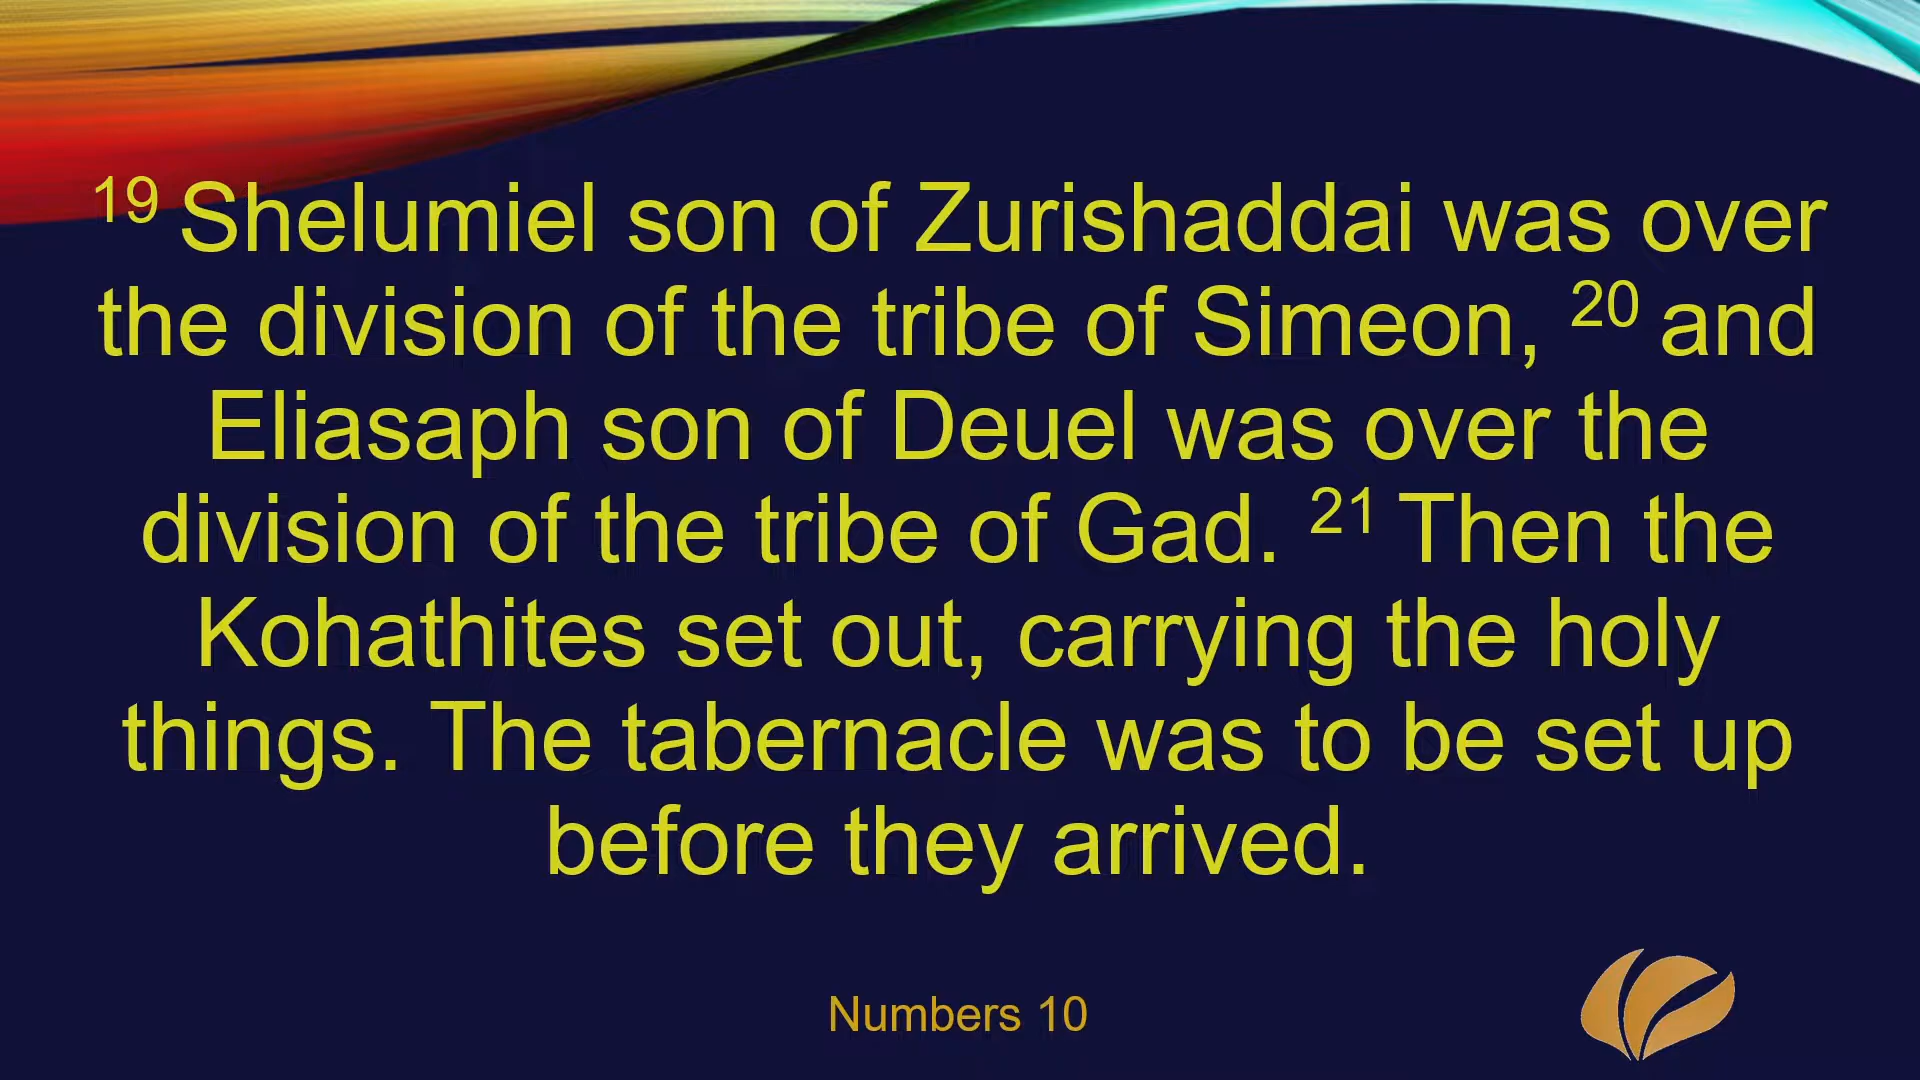 19 Shelumiel son of Zurishaddai was over
the division of the tribe of Simeon, 20 and
Eliasaph son of Deuel was over the
division of the tribe of Gad. 21 Then the
Kohathites set out, carrying the holy
things. The tabernacle was to be set up
before they arrived.
Numbers 10